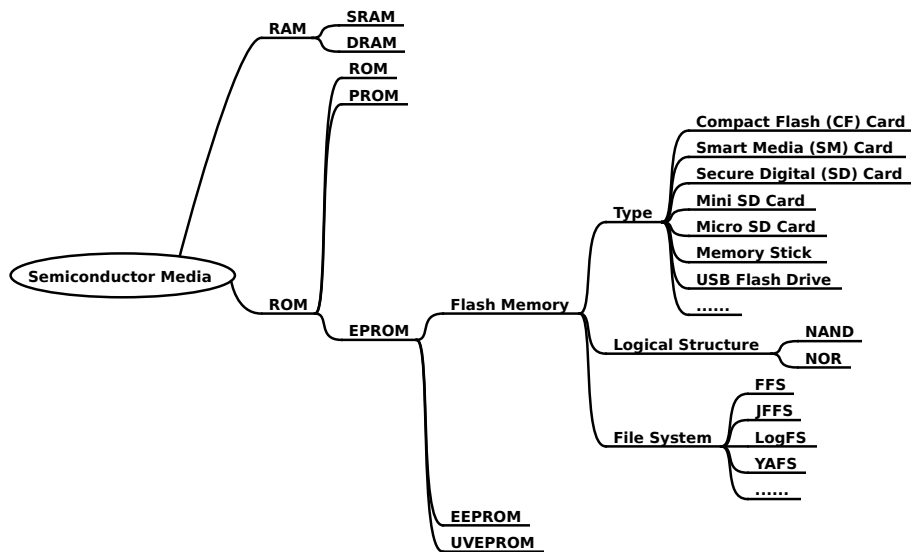 Semiconductor Media
RAM
SRAM
DRAM
ROM
ROM
PROM
EPROM
Flash Memory
Type
Compact Flash (CF) Card
Smart Media (SM) Card
Secure Digital (SD) Card
Mini SD Card
Micro SD Card
Memory Stick
USB Flash Drive
......
Logical Structure
NAND
NOR
File System
FFS
JFFS
LogFS
YAFS
......
EEPROM
UVEPROM